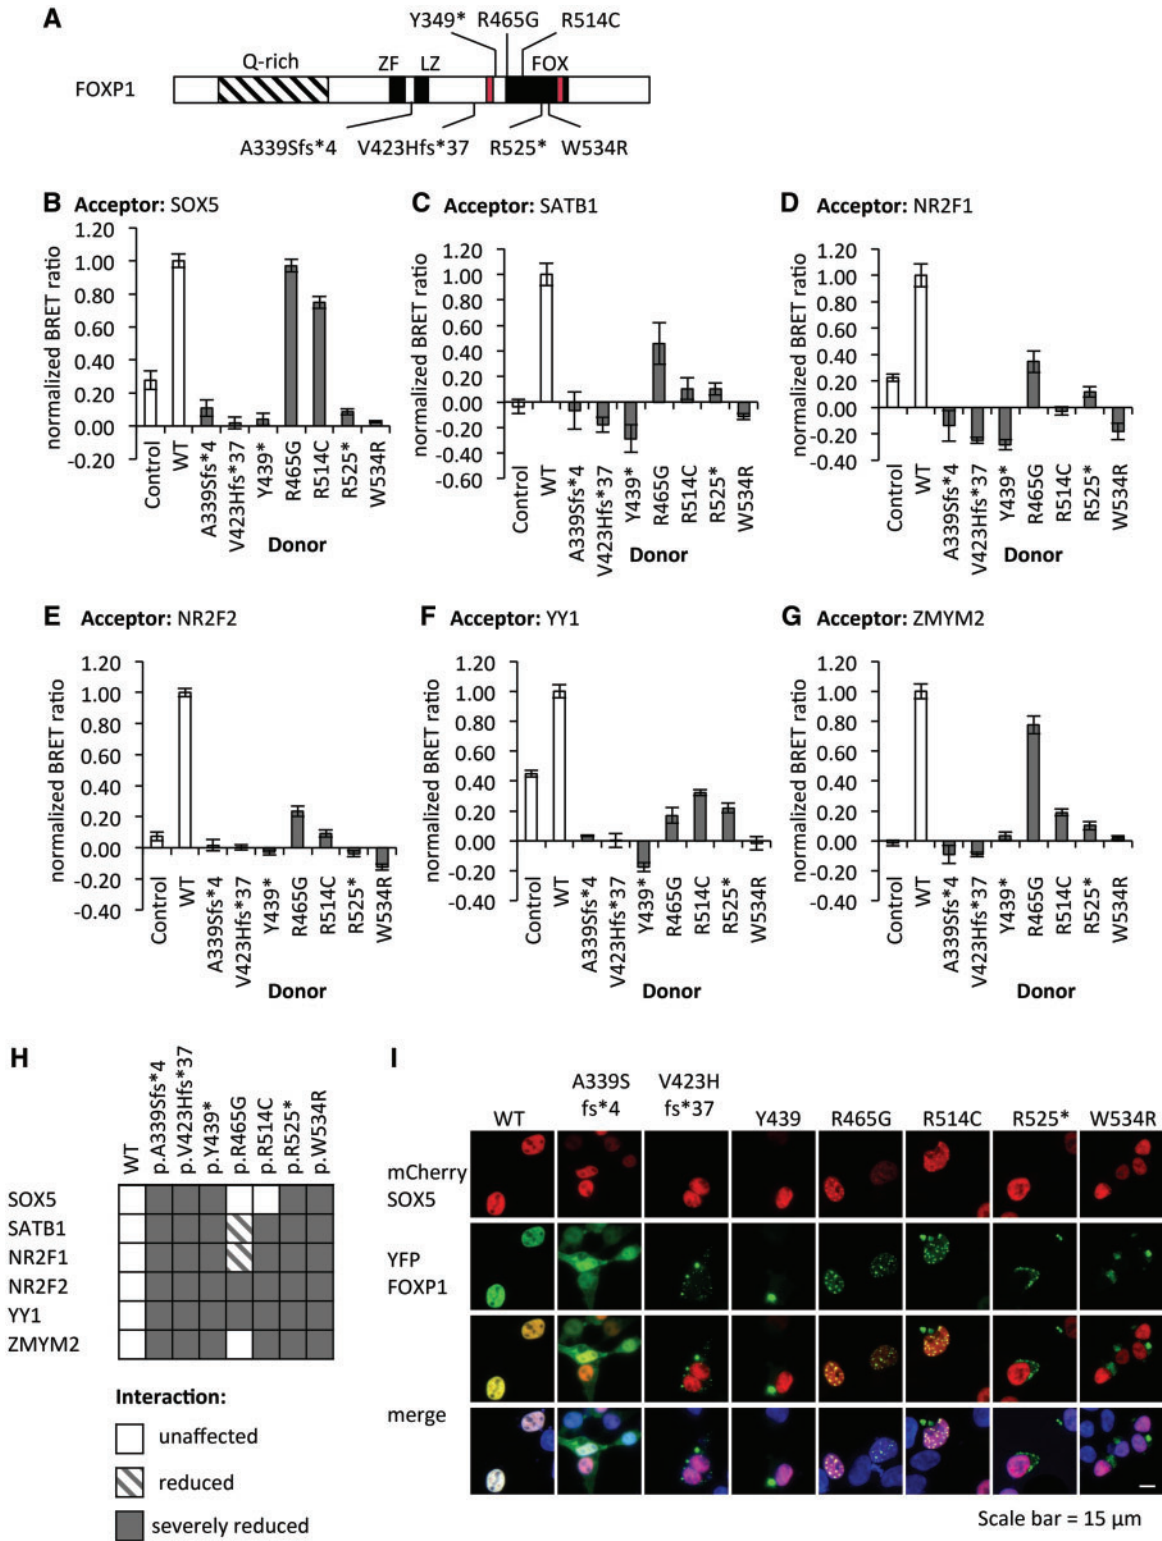 A
Y349* R465G R514C
Q-rich ZF LZ FOX
FOXP1
A339Sfs*4 V423Hfs*37 R525* W534R
B Acceptor: SOX5
normalized BRET ratio
1.20
1.00
0.80
0.60
0.40
0.20
0.00
-0.20
Control
WT
A339Sfs*4
V423Hfs*37
Y439*
R465G
R514C
R525*
W534R
Donor
C Acceptor: SATB1
normalized BRET ratio
1.20
1.00
0.80
0.60
0.40
0.20
0.00
-0.20
-0.40
-0.60
Control
WT
A339Sfs*4
V423Hfs*37
Y439*
R465G
R514C
R525*
W534R
Donor
D Acceptor: NR2F1
normalized BRET ratio
1.20
1.00
0.80
0.60
0.40
0.20
0.00
-0.20
-0.40
Control
WT
A339Sfs*4
V423Hfs*37
Y439*
R465G
R514C
R525*
W534R
Donor
E Acceptor: NR2F2
normalized BRET ratio
1.20
1.00
0.80
0.60
0.40
0.20
0.00
-0.20
-0.40
Control
WT
A339Sfs*4
V423Hfs*37
Y439*
R465G
R514C
R525*
W534R
Donor
F Acceptor: YY1
normalized BRET ratio
1.20
1.00
0.80
0.60
0.40
0.20
0.00
-0.20
-0.40
Control
WT
A339Sfs*4
V423Hfs*37
Y439*
R465G
R514C
R525*
W534R
Donor
G Acceptor: ZMYM2
normalized BRET ratio
1.20
1.00
0.80
0.60
0.40
0.20
0.00
-0.20
-0.40
Control
WT
A339Sfs*4
V423Hfs*37
Y439*
R465G
R514C
R525*
W534R
Donor
H
WT
p.A339Sfs*4
p.V423Hfs*37
p.Y439*
p.R465G
p.R514C
p.R525*
p.W534R
SOX5
SATB1
NR2F1
NR2F2
YY1
ZMYM2
Interaction:
unaffected
reduced
severely reduced
I
A339S V423H
WT fs*4 fs*37 Y439 R465G R514C R525* W534R
mCherry
SOX5
YFP
FOXP1
merge
Scale bar = 15 μm